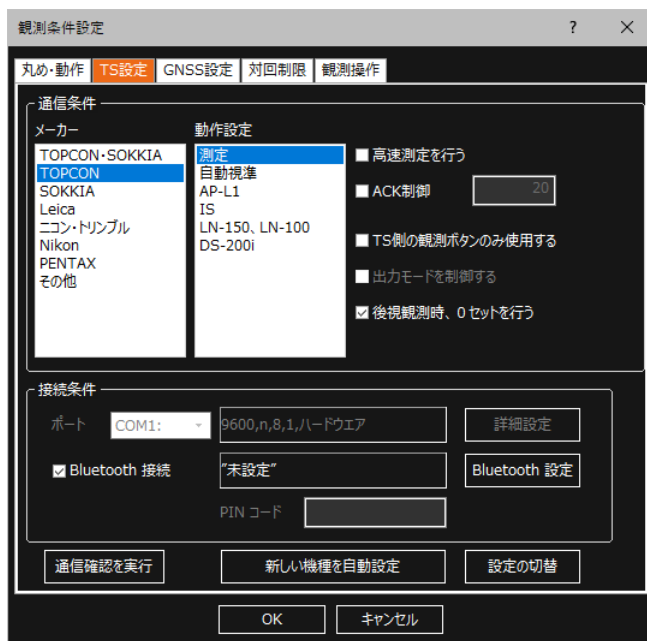 観測条件設定
?
×
丸め・動作 TS設定 GNSS設定 対回制限 観測操作
通信条件
メーカー
TOPCON・SOKKIA
TOPCON
SOKKIA
Leica
ニコン・トリンブル
Nikon
PENTAX
その他
動作設定
測定
自動視準
AP-L1
IS
LN-150、LN-100
DS-200i
高速測定を行う
ACK制御 20
TS側の観測ボタンのみ使用する
出力モードを制御する
後視観測時、0セットを行う
接続条件
ポート COM1: 9600,n,8,1,ハードウエア 詳細設定
Bluetooth 接続 "未設定" Bluetooth 設定
PIN コード
通信確認を実行 新しい機種を自動設定 設定の切替
OK キャンセル